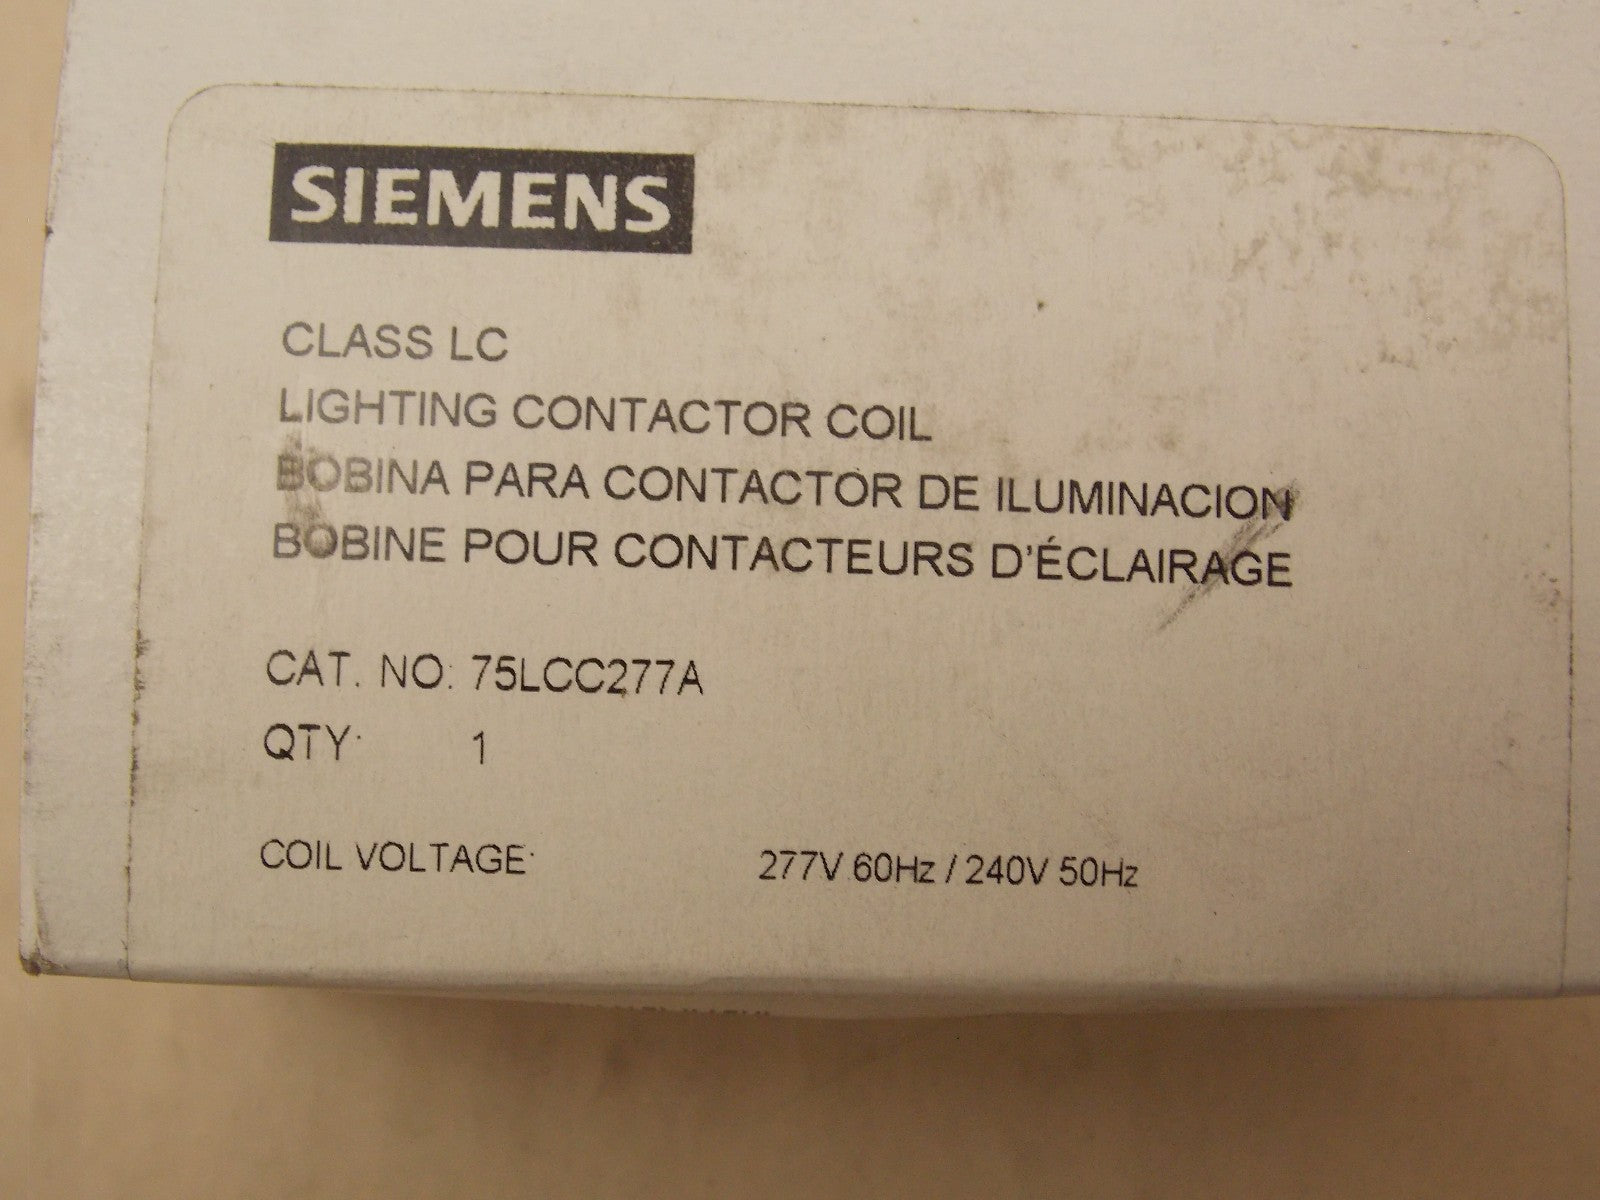 SIEMENS
CLASS LC
LIGHTING CONTACTOR COIL
BOBINA PARA CONTACTOR DE ILUMINACION
BOBINE POUR CONTACTEURS D'ÉCLAIRAGE
CAT. NO: 75LCC277A
QTY: 1
COIL VOLTAGE: 277V 60Hz / 240V 50Hz